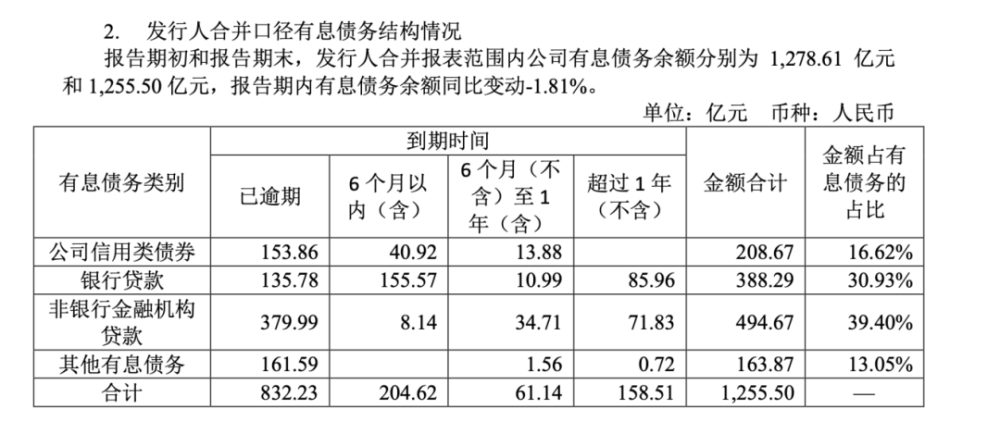 2. 发行人合并口径有息债务结构情况
报告期初和报告期末，发行人合并报表范围内公司有息债务余额分别为 1,278.61 亿元
和 1,255.50 亿元，报告期内有息债务余额同比变动-1.81%。
单位：亿元 币种：人民币
有息债务类别 到期时间 金额合计 金额占有息债务的占比
已逾期 6 个月以内（含） 6 个月（不含）至 1 年（含） 超过 1 年（不含）
公司信用类债券 153.86 40.92 13.88 208.67 16.62%
银行贷款 135.78 155.57 10.99 85.96 388.29 30.93%
非银行金融机构贷款 379.99 8.14 34.71 71.83 494.67 39.40%
其他有息债务 161.59 1.56 0.72 163.87 13.05%
合计 832.23 204.62 61.14 158.51 1,255.50 —